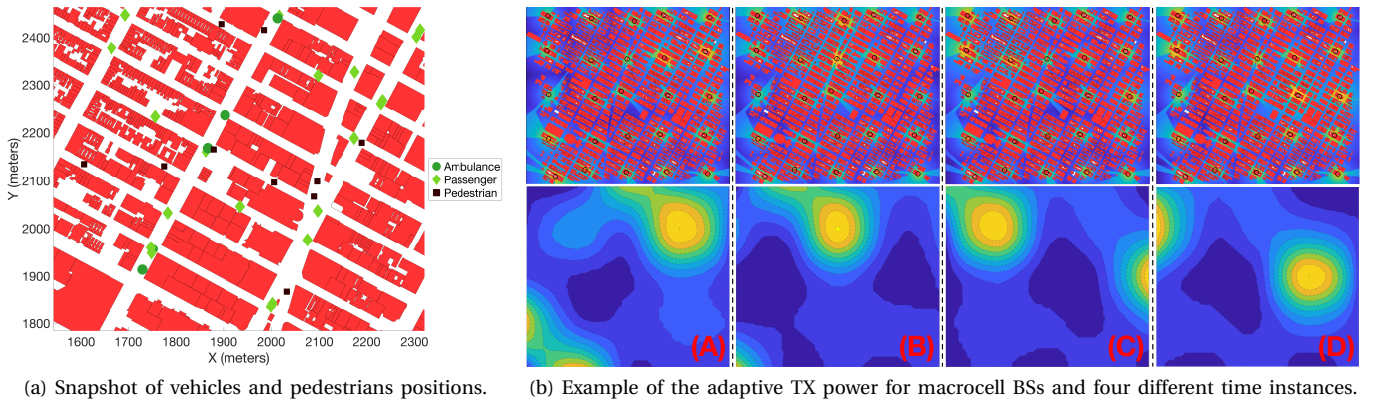 2400
2300
2200
2100
2000
1900
1800
Y (meters)
1600 1700 1800 1900 2000 2100 2200 2300
X (meters)
Ambulance
Passenger
Pedestrian
(A) (B) (C) (D)
(a) Snapshot of vehicles and pedestrians positions.
(b) Example of the adaptive TX power for macrocell BSs and four different time instances.